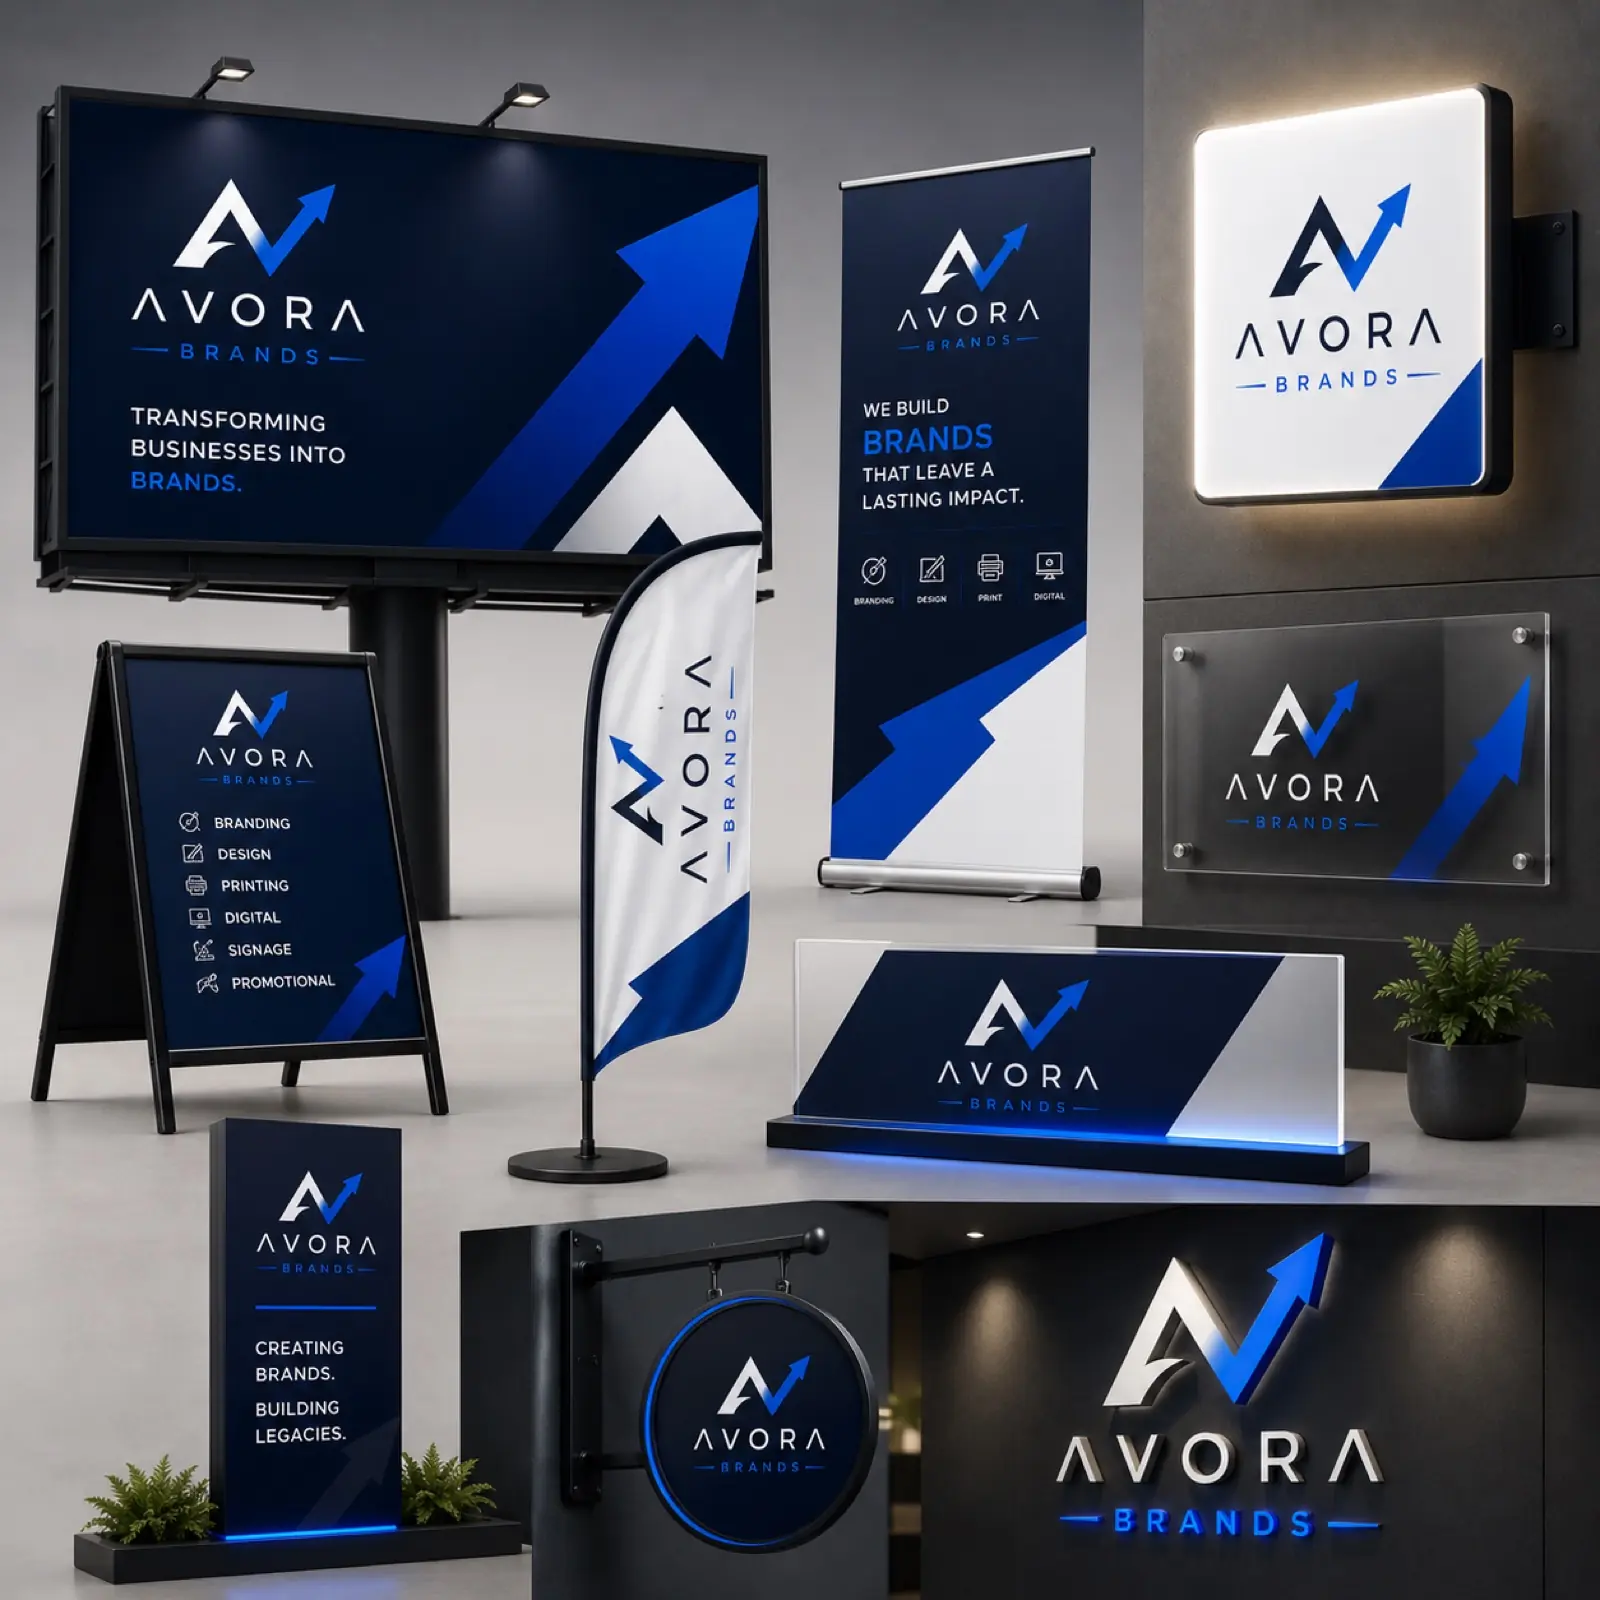 AVORA
BRANDS
TRANSFORMING
BUSINESSES INTO
BRANDS.
AVORA
BRANDS
WE BUILD
BRANDS
THAT LEAVE A
LASTING IMPACT.
BRANDING
DESIGN
PRINT
DIGITAL
AVORA
BRANDS
AVORA
BRANDS
AVORA
BRANDS
BRANDING
DESIGN
PRINTING
DIGITAL
SIGNAGE
PROMOTIONAL
AVORA
BRANDS
AVORA
BRANDS
AVORA
BRANDS
CREATING
BRANDS.
BUILDING
LEGACIES.
AVORA
BRANDS
AVORA
BRANDS